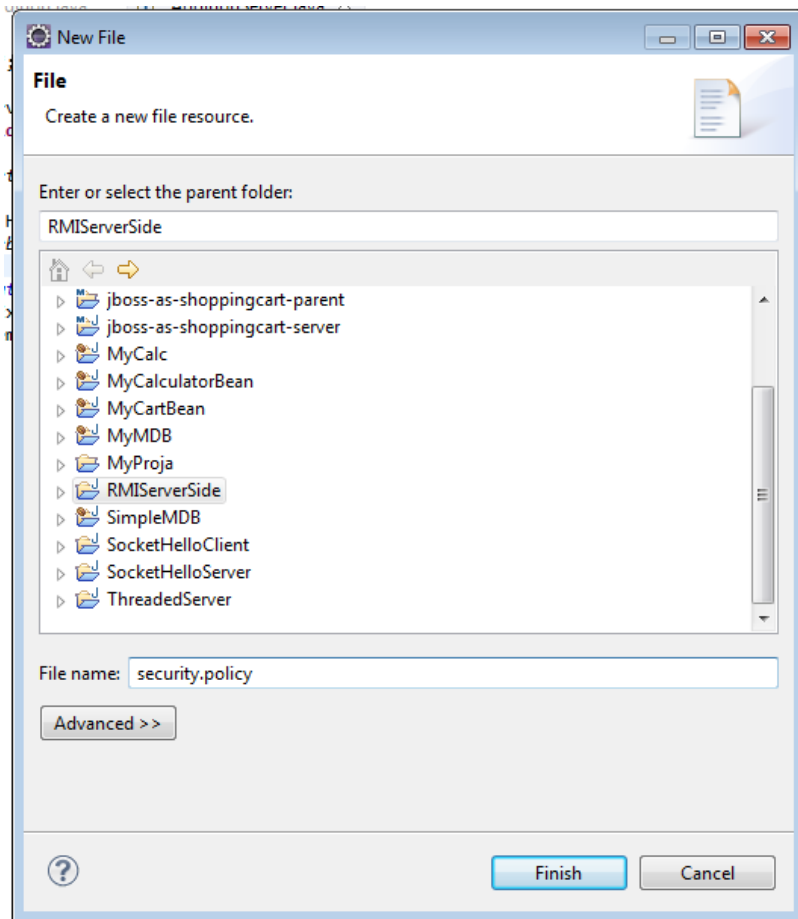 New File
File
Create a new file resource.
Enter or select the parent folder:
RMIServerSide
jboss-as-shoppingcart-parent
jboss-as-shoppingcart-server
MyCalc
MyCalculatorBean
MyCartBean
MyMDB
MyProja
RMIServerSide
SimpleMDB
SocketHelloClient
SocketHelloServer
ThreadedServer
File name: security.policy
Advanced >>
? Finish Cancel